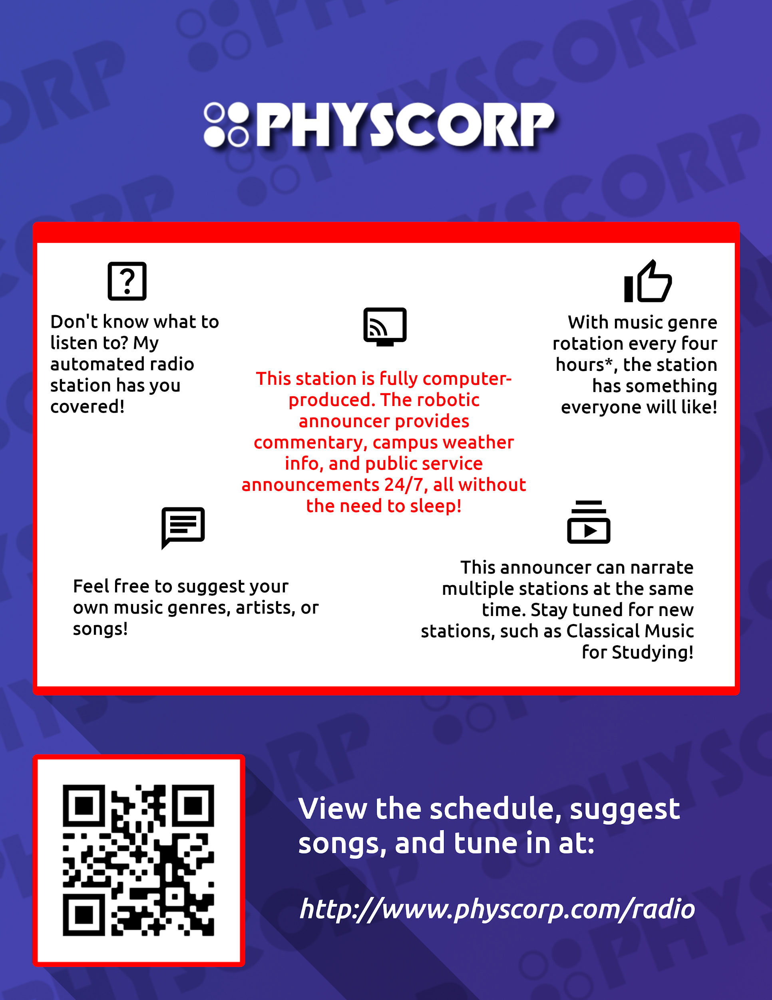 PHYSCORP
Don't know what to
listen to? My
automated radio
station has you
covered!
With music genre
rotation every four
hours*, the station
has something
everyone will like!
This station is fully computer-
produced. The robotic
announcer provides
commentary, campus weather
info, and public service
announcements 24/7, all without
the need to sleep!
Feel free to suggest your
own music genres, artists, or
songs!
This announcer can narrate
multiple stations at the same
time. Stay tuned for new
stations, such as Classical Music
for Studying!
View the schedule, suggest
songs, and tune in at:
http://www.physcorp.com/radio